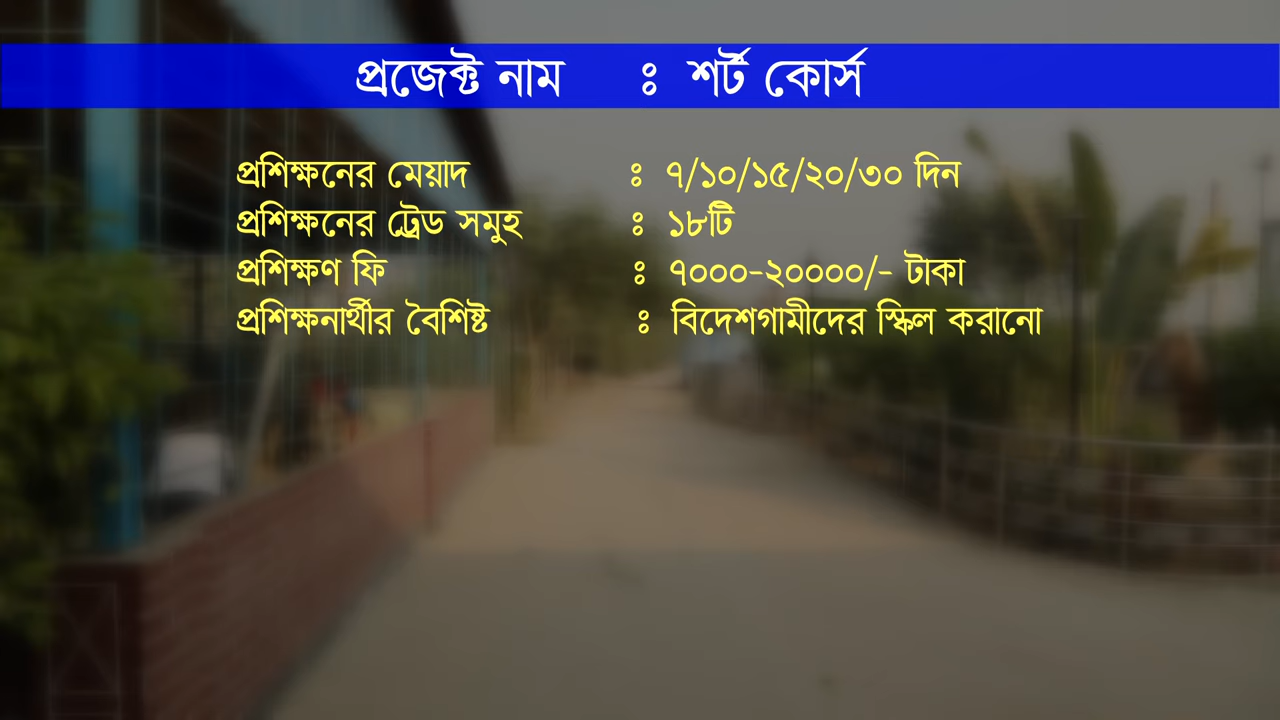 প্রজেক্ট নাম : শর্ট কোর্স
প্রশিক্ষনের মেয়াদ : ৭/১০/১৫/২০/৩০ দিন
প্রশিক্ষনের ট্রেড সমুহ : ১৮টি
প্রশিক্ষণ ফি : ৭০০০-২০০০০/- টাকা
প্রশিক্ষনার্থীর বৈশিষ্ট : বিদেশগামীদের স্কিল করানো